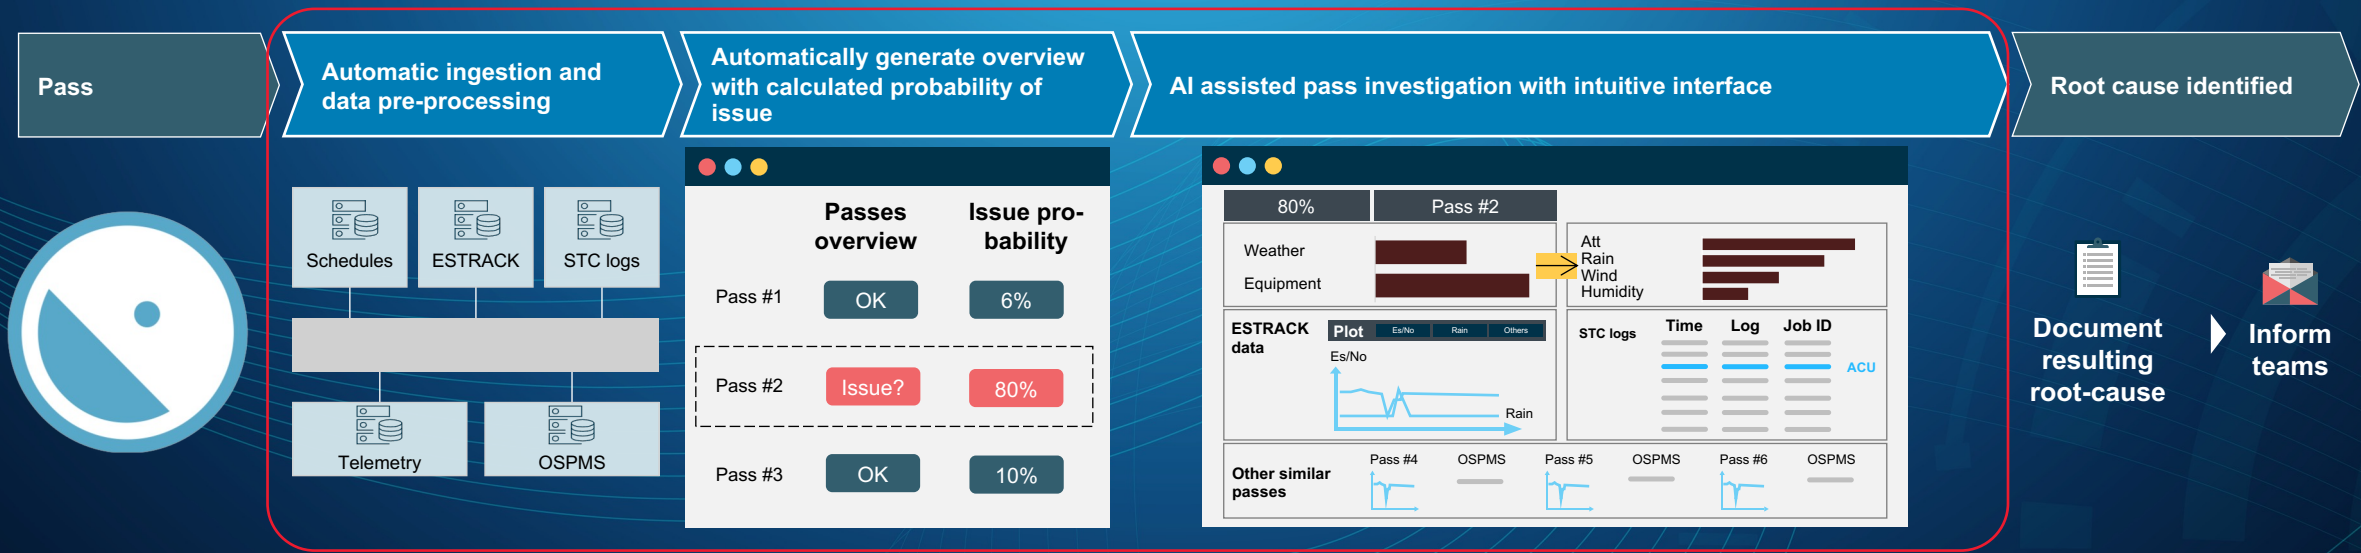 Pass
Automatic ingestion and
data pre-processing
Automatically generate overview
with calculated probability of
issue
AI assisted pass investigation with intuitive interface
Root cause identified
Schedules
ESTRACK
STC logs
Telemetry
OSPMS
Passes
overview
Issue pro-
bability
Pass #1
OK
6%
Pass #2
Issue?
80%
Pass #3
OK
10%
80%
Pass #2
Weather
Equipment
Att
Rain
Wind
Humidity
ESTRACK
data
Plot
Es/No
Rain
Others
Es/No
Rain
STC logs
Time
Log
Job ID
ACU
Other similar
passes
Pass #4
OSPMS
Pass #5
OSPMS
Pass #6
OSPMS
Document
resulting
root-cause
Inform
teams